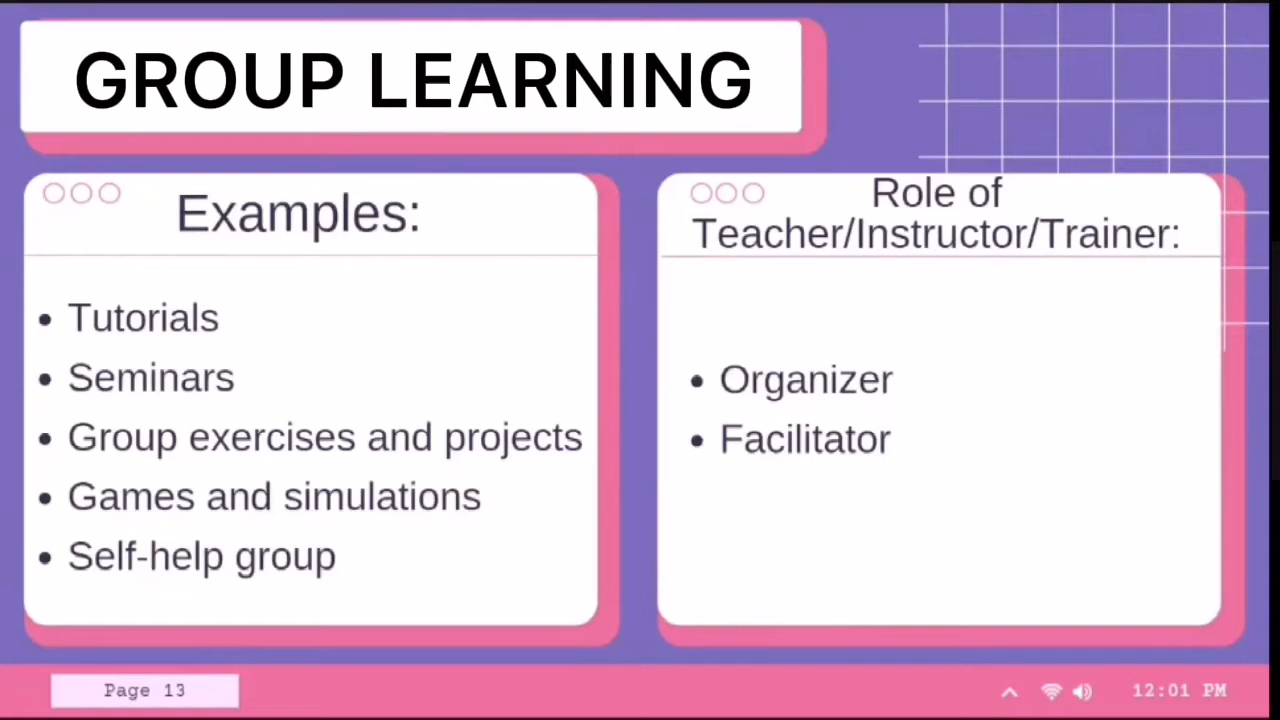 GROUP LEARNING
Examples:
• Tutorials
• Seminars
• Group exercises and projects
• Games and simulations
• Self-help group
Role of
Teacher/Instructor/Trainer:
• Organizer
• Facilitator
Page 13
12:01 PM